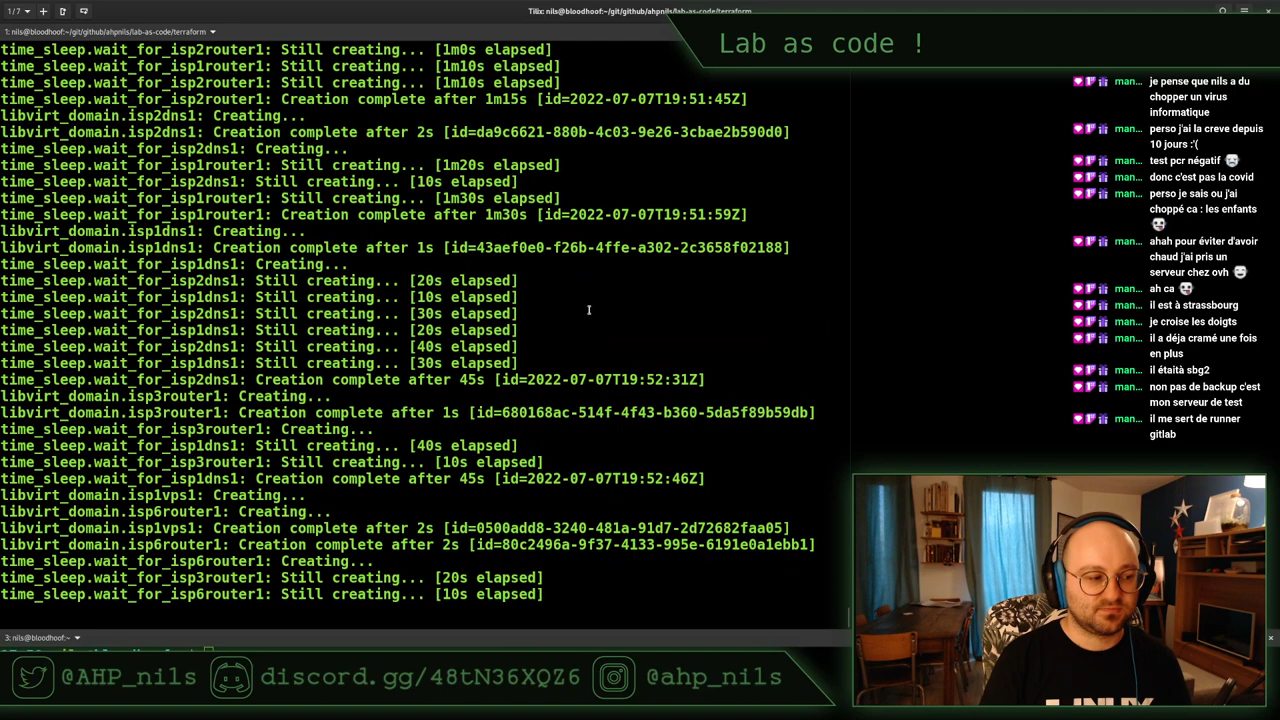 1/7
Tilix: nils@bloodhoof:~/git/github/ahpnils/lab-as-code/terraform
1: nils@bloodhoof:~/git/github/ahpnils/lab-as-code/terraform
Lab as code !
time_sleep.wait_for_isp2router1: Still creating... [1m0s elapsed]
time_sleep.wait_for_isp1router1: Still creating... [1m10s elapsed]
time_sleep.wait_for_isp2router1: Still creating... [1m10s elapsed]
time_sleep.wait_for_isp2router1: Creation complete after 1m15s [id=2022-07-07T19:51:45Z]
libvirt_domain.isp2dns1: Creating...
libvirt_domain.isp2dns1: Creation complete after 2s [id=da9c6621-880b-4c03-9e26-3cbae2b590d0]
time_sleep.wait_for_isp2dns1: Creating...
time_sleep.wait_for_isp1router1: Still creating... [1m20s elapsed]
time_sleep.wait_for_isp2dns1: Still creating... [10s elapsed]
time_sleep.wait_for_isp1router1: Still creating... [1m30s elapsed]
time_sleep.wait_for_isp1router1: Creation complete after 1m30s [id=2022-07-07T19:51:59Z]
libvirt_domain.isp1dns1: Creating...
libvirt_domain.isp1dns1: Creation complete after 1s [id=43aef0e0-f26b-4ffe-a302-2c3658f02188]
time_sleep.wait_for_isp1dns1: Creating...
time_sleep.wait_for_isp2dns1: Still creating... [20s elapsed]
time_sleep.wait_for_isp1dns1: Still creating... [10s elapsed]
time_sleep.wait_for_isp2dns1: Still creating... [30s elapsed]
time_sleep.wait_for_isp1dns1: Still creating... [20s elapsed]
time_sleep.wait_for_isp2dns1: Still creating... [40s elapsed]
time_sleep.wait_for_isp1dns1: Still creating... [30s elapsed]
time_sleep.wait_for_isp2dns1: Creation complete after 45s [id=2022-07-07T19:52:31Z]
libvirt_domain.isp3router1: Creating...
libvirt_domain.isp3router1: Creation complete after 1s [id=680168ac-514f-4f43-b360-5da5f89b59db]
time_sleep.wait_for_isp3router1: Creating...
time_sleep.wait_for_isp1dns1: Still creating... [40s elapsed]
time_sleep.wait_for_isp3router1: Still creating... [10s elapsed]
time_sleep.wait_for_isp1dns1: Creation complete after 45s [id=2022-07-07T19:52:46Z]
libvirt_domain.isp1vps1: Creating...
libvirt_domain.isp6router1: Creating...
libvirt_domain.isp1vps1: Creation complete after 2s [id=0500add8-3240-481a-91d7-2d72682faa05]
libvirt_domain.isp6router1: Creation complete after 2s [id=80c2496a-9f37-4133-995e-6191e0a1ebb1]
time_sleep.wait_for_isp6router1: Creating...
time_sleep.wait_for_isp3router1: Still creating... [20s elapsed]
time_sleep.wait_for_isp6router1: Still creating... [10s elapsed]
man... je pense que nils a du
chopper un virus
informatique
man... perso j'ai la creve depuis
10 jours :'(
man... test pcr négatif
man... donc c'est pas la covid
man... perso je sais ou j'ai
choppé ca : les enfants
man... ahah pour éviter d'avoir
chaud j'ai pris un
serveur chez ovh
man... ah ca
man... il est à strassbourg
man... je croise les doigts
man... il a déja cramé une fois
en plus
man... il étaità sbg2
man... non pas de backup c'est
mon serveur de test
man... il me sert de runner
gitlab
3: nils@bloodhoof:~
@AHP_nils
discord.gg/48tN36XQZ6
@ahp_nils